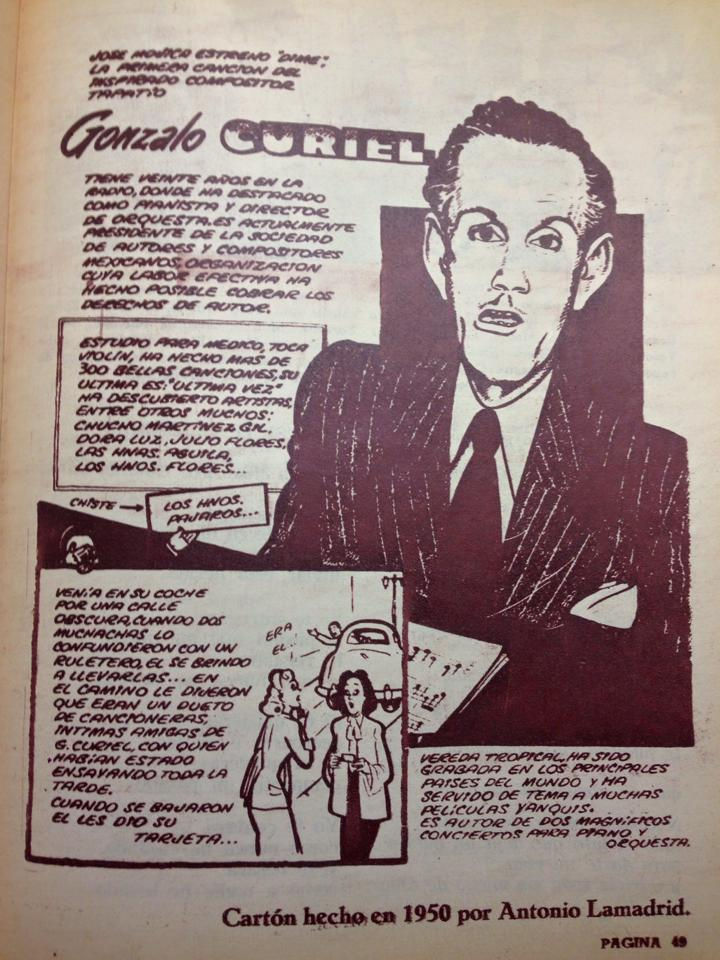 JOSE MOJICA ESTRENO "DIME",
LA PRIMERA CANCION DEL
INSPIRADO COMPOSITOR
TAPATIO
Gonzalo CURIEL
TIENE VEINTE AÑOS EN LA
RADIO, DONDE HA DESTACADO
COMO PIANISTA Y DIRECTOR
DE ORQUESTA. ES ACTUALMENTE
PRESIDENTE DE LA SOCIEDAD
DE AUTORES Y COMPOSITORES
MEXICANOS, ORGANIZACION
CUYA LABOR EFECTIVA HA
HECHO POSIBLE COBRAR LOS
DERECHOS DE AUTOR.
ESTUDIO PARA MEDICO, TOCA
VIOLIN, HA HECHO MAS DE
300 BELLAS CANCIONES, SU
ULTIMA ES: "ULTIMA VEZ"
HA DESCUBIERTO ARTISTAS,
ENTRE OTROS MUCHOS:
CHUCHO MARTINEZ GIL,
DORA LUZ, JULIO FLORES,
LAS HNAS. AGUILA,
LOS HNOS. FLORES...
CHISTE →
LOS HNOS.
PAJAROS...
VENIA EN SU COCHE
POR UNA CALLE
OBSCURA, CUANDO DOS
MUCHACHAS LO
CONFUNDIERON CON UN
RULETERO, EL SE BRINDO
A LLEVARLAS... EN
EL CAMINO LE DIJERON
QUE ERAN UN DUETO
DE CANCIONERAS,
INTIMAS AMIGAS DE
G. CURIEL, CON QUIEN
HABIAN ESTADO
ENSAYANDO TODA LA
TARDE.
CUANDO SE BAJARON
EL LES DIO SU
TARJETA...
ERA
EL...
VEREDA TROPICAL, HA SIDO
GRABADA EN LOS PRINCIPALES
PAISES DEL MUNDO Y HA
SERVIDO DE TEMA A MUCHAS
PELICULAS YANQUIS.
ES AUTOR DE DOS MAGNIFICOS
CONCIERTOS PARA PIANO Y
ORQUESTA.
Cartón hecho en 1950 por Antonio Lamadrid.
PAGINA 49